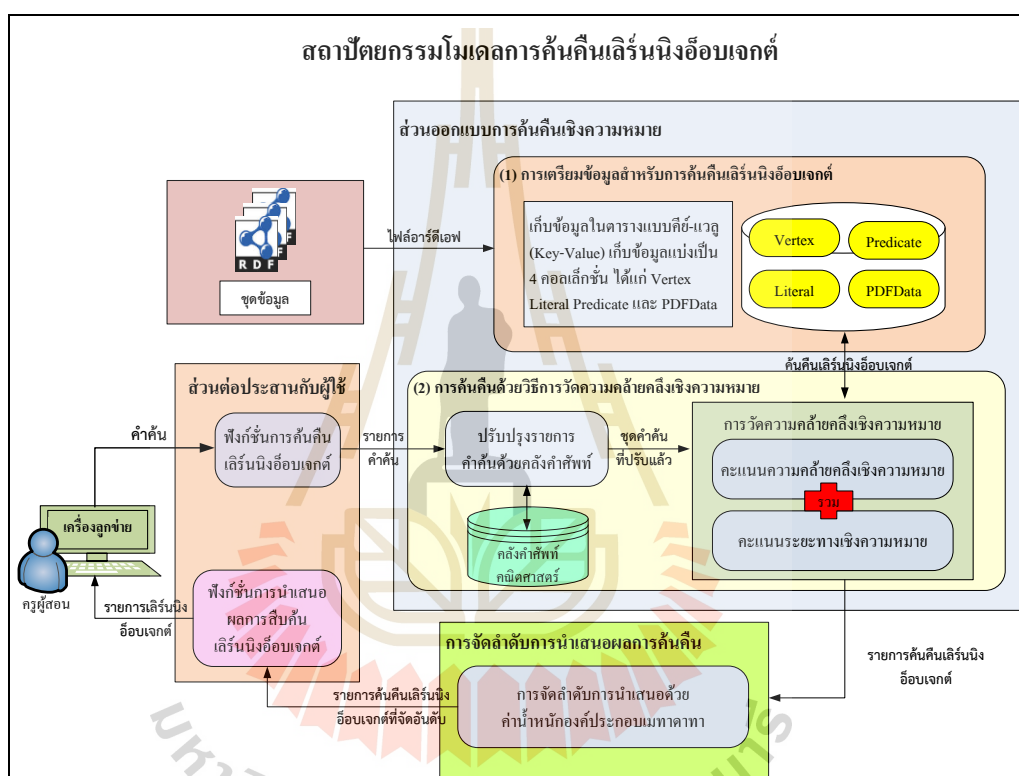 สถาปัตยกรรมโมเดลการค้นคืนเลิร์นนิงอ็อบเจกต์
ส่วนออกแบบการค้นคืนเชิงความหมาย
(1) การเตรียมข้อมูลสำหรับการค้นคืนเลิร์นนิงอ็อบเจกต์
RDF
ชุดข้อมูล
ไฟล์อาร์ดีเอฟ
เก็บข้อมูลในตารางแบบคีย์-แวลู
(Key-Value) เก็บข้อมูลแบ่งเป็น
4 คอลเล็กชั่น ได้แก่ Vertex
Literal Predicate และ PDFData
Vertex
Predicate
Literal
PDFData
ค้นคืนเลิร์นนิงอ็อบเจกต์
ส่วนต่อประสานกับผู้ใช้
(2) การค้นคืนด้วยวิธีการวัดความคล้ายคลึงเชิงความหมาย
คำค้น
ฟังก์ชั่นการค้นคืน
เลิร์นนิงอ็อบเจกต์
รายการ
คำค้น
ปรับปรุงรายการ
คำค้นด้วยคลังคำศัพท์
ชุดคำค้น
ที่ปรับแล้ว
การวัดความคล้ายคลึงเชิงความหมาย
คะแนนความคล้ายคลึงเชิงความหมาย
รวม
คะแนนระยะทางเชิงความหมาย
คลังคำศัพท์
คณิตศาสตร์
เครื่องลูกข่าย
ครูผู้สอน
รายการเลิร์นนิง
อ็อบเจกต์
ฟังก์ชั่นการนำเสนอ
ผลการสืบค้น
เลิร์นนิงอ็อบเจกต์
การจัดลำดับการนำเสนอผลการค้นคืน
รายการค้นคืนเลิร์นนิง
อ็อบเจกต์
รายการค้นคืนเลิร์นนิง
อ็อบเจกต์ที่จัดอันดับ
การจัดลำดับการนำเสนอด้วย
ค่าน้ำหนักองค์ประกอบเมทาดาทา